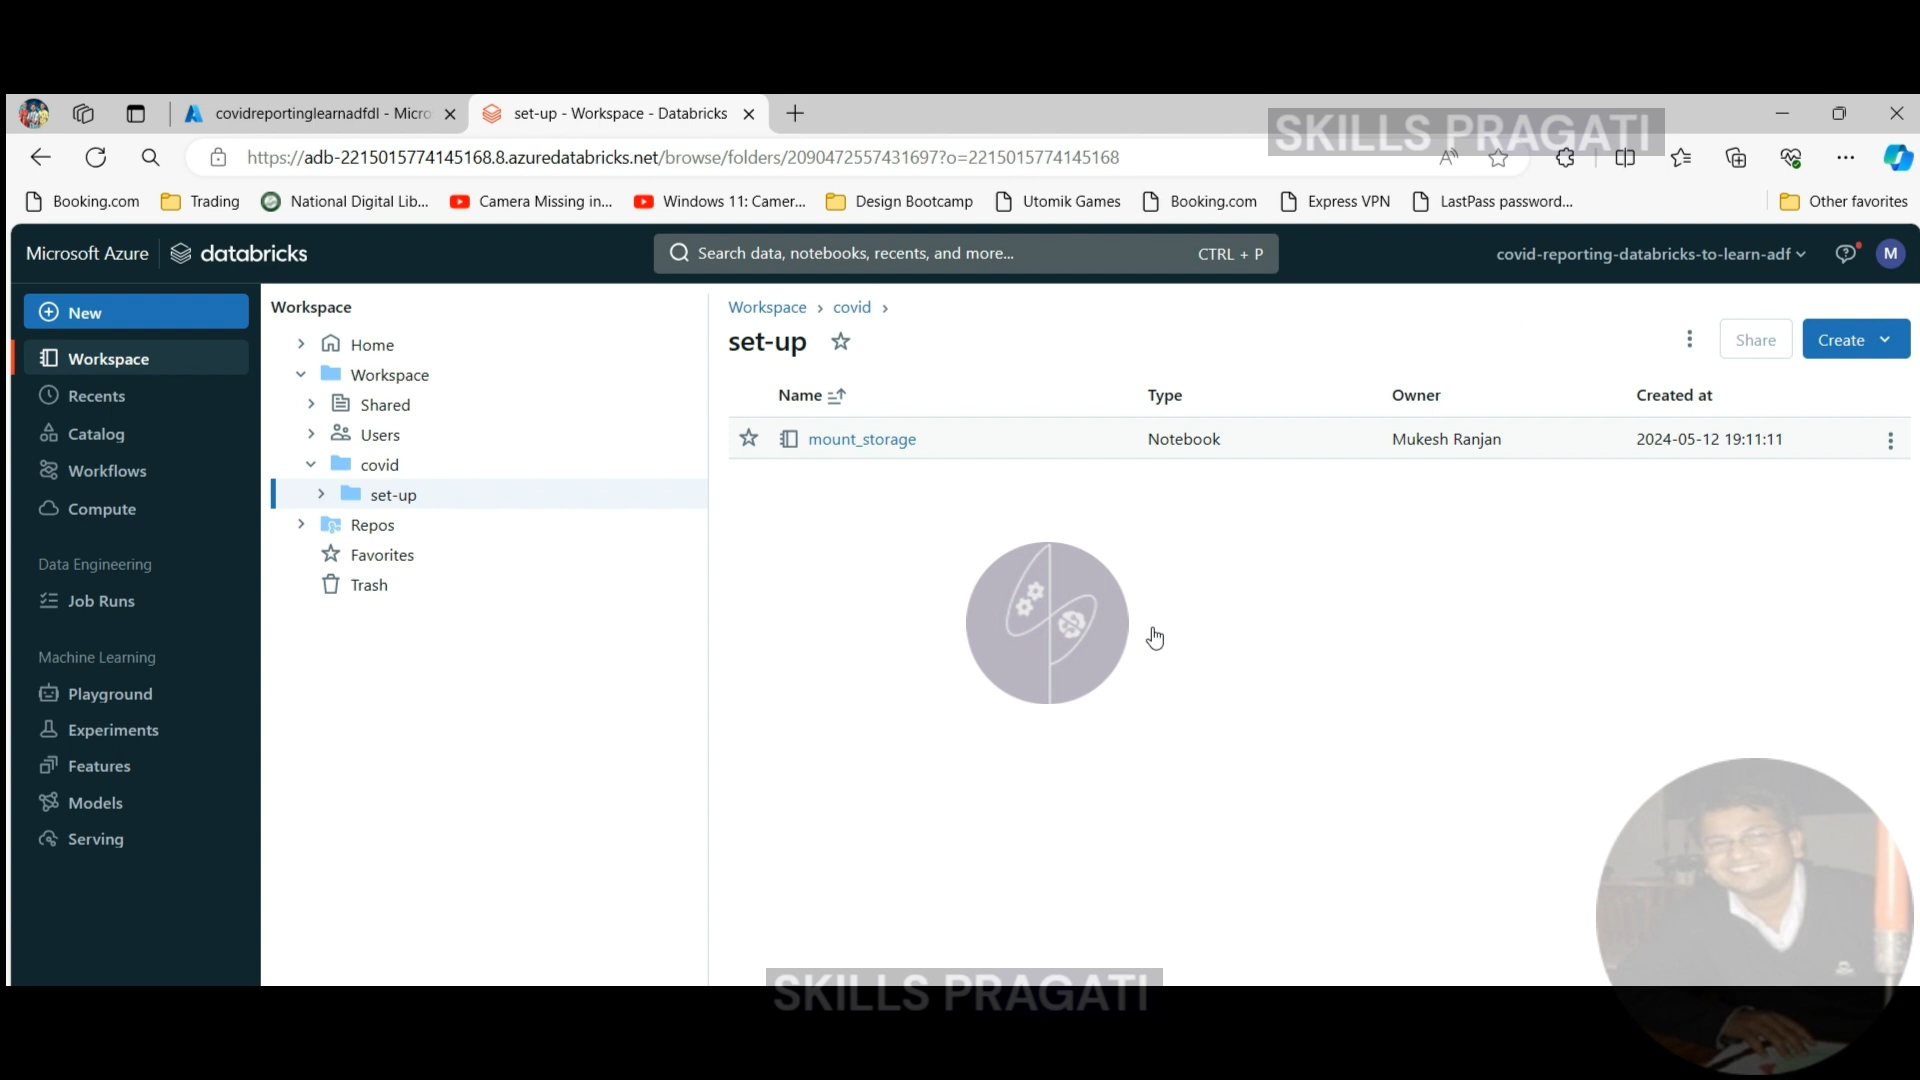 covidreportinglearnadfdl - Micro
set-up - Workspace - Databricks
SKILLS PRAGATI
https://adb-2215015774145168.8.azuredatabricks.net/browse/folders/2090472557431697?o=2215015774145168
Booking.com
Trading
National Digital Lib...
Camera Missing in...
Windows 11: Camer...
Design Bootcamp
Utomik Games
Booking.com
Express VPN
LastPass password...
Other favorites
Microsoft Azure
databricks
Search data, notebooks, recents, and more...
CTRL + P
covid-reporting-databricks-to-learn-adf
M
New
Workspace
Recents
Catalog
Workflows
Compute
Data Engineering
Job Runs
Machine Learning
Playground
Experiments
Features
Models
Serving
Workspace
Home
Workspace
Shared
Users
covid
set-up
Repos
Favorites
Trash
Workspace > covid >
set-up
Share
Create
Name Type Owner Created at
mount_storage Notebook Mukesh Ranjan 2024-05-12 19:11:11
SKILLS PRAGATI